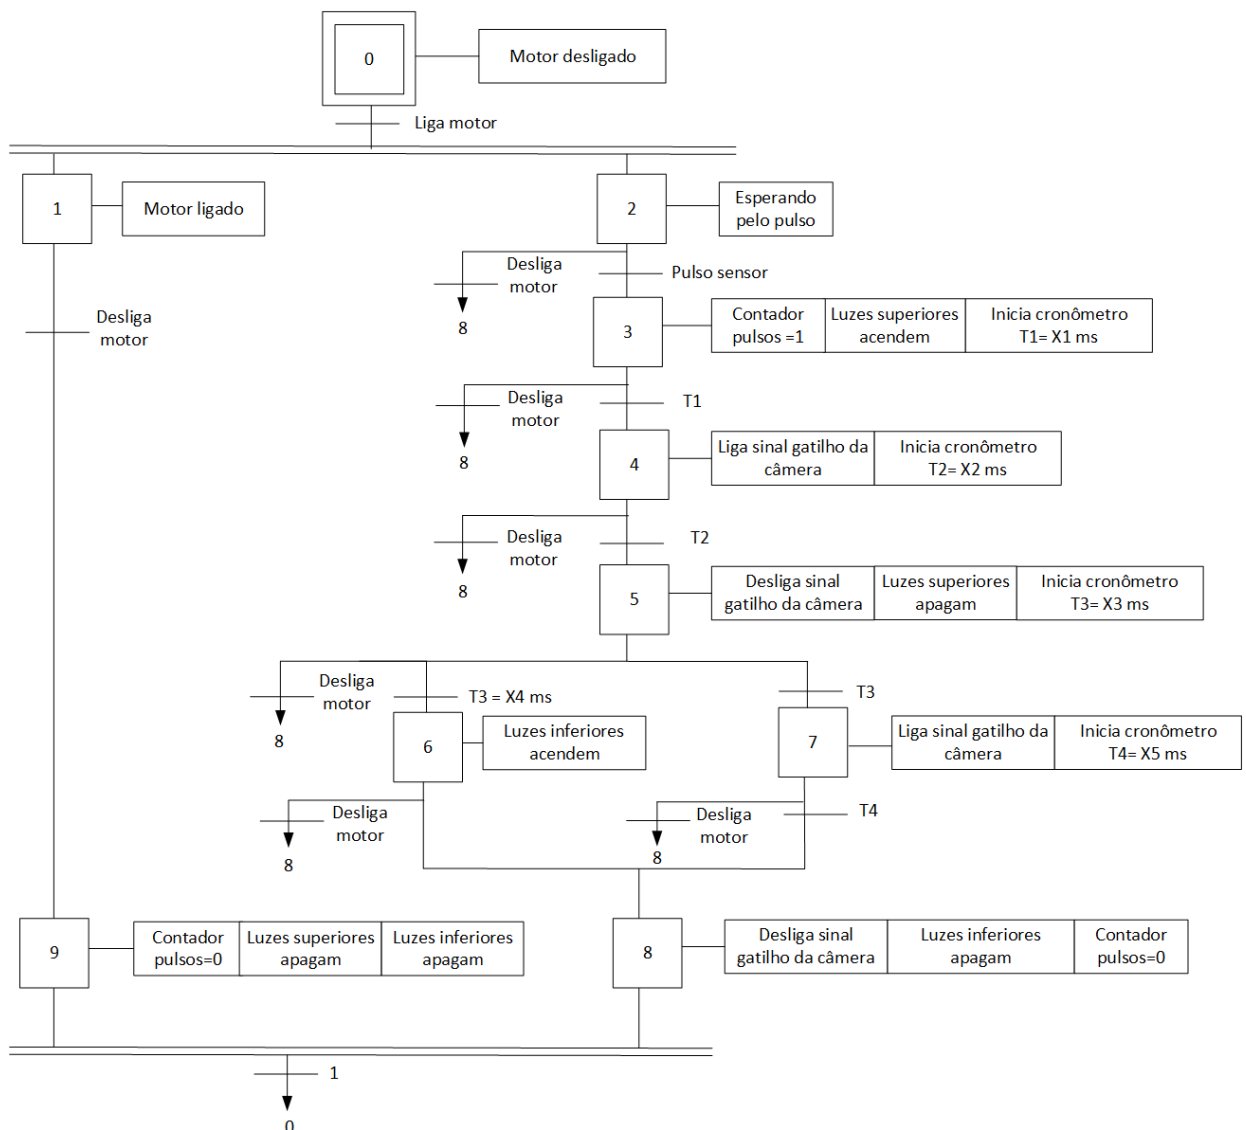 0
Motor desligado
Liga motor
1
Motor ligado
2
Esperando
pelo pulso
Desliga
motor
8
Pulso sensor
Desliga
motor
3
Contador
pulsos =1
Luzes superiores
acendem
Inicia cronômetro
T1= X1 ms
Desliga
motor
8
T1
4
Liga sinal gatilho da
câmera
Inicia cronômetro
T2= X2 ms
Desliga
motor
8
T2
5
Desliga sinal
gatilho da câmera
Luzes superiores
apagam
Inicia cronômetro
T3= X3 ms
Desliga
motor
8
T3 = X4 ms
T3
6
Luzes inferiores
acendem
7
Liga sinal gatilho da
câmera
Inicia cronômetro
T4= X5 ms
Desliga
motor
8
Desliga
motor
8
T4
9
Contador
pulsos=0
Luzes superiores
apagam
Luzes inferiores
apagam
8
Desliga sinal
gatilho da câmera
Luzes inferiores
apagam
Contador
pulsos=0
1
0